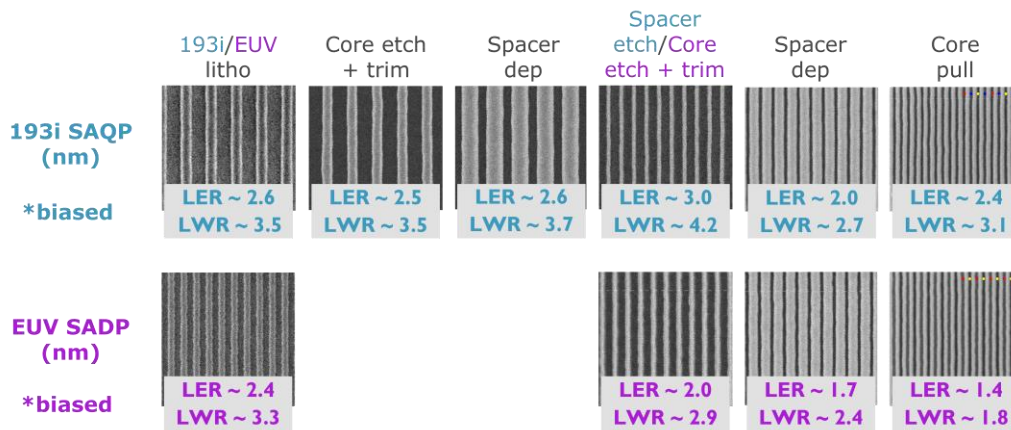 193i/EUV
litho
Core etch
+ trim
Spacer
dep
Spacer
etch/Core
etch + trim
Spacer
dep
Core
pull
193i SAQP
(nm)
*biased
LER ~ 2.6
LWR ~ 3.5
LER ~ 2.5
LWR ~ 3.5
LER ~ 2.6
LWR ~ 3.7
LER ~ 3.0
LWR ~ 4.2
LER ~ 2.0
LWR ~ 2.7
LER ~ 2.4
LWR ~ 3.1
EUV SADP
(nm)
*biased
LER ~ 2.4
LWR ~ 3.3
LER ~ 2.0
LWR ~ 2.9
LER ~ 1.7
LWR ~ 2.4
LER ~ 1.4
LWR ~ 1.8